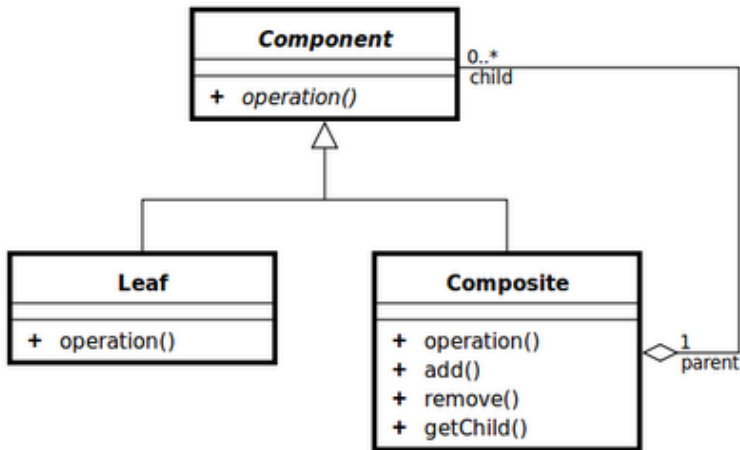 Component
+ operation()
0..*
child
Leaf
+ operation()
Composite
+ operation()
+ add()
+ remove()
+ getChild()
1
parent